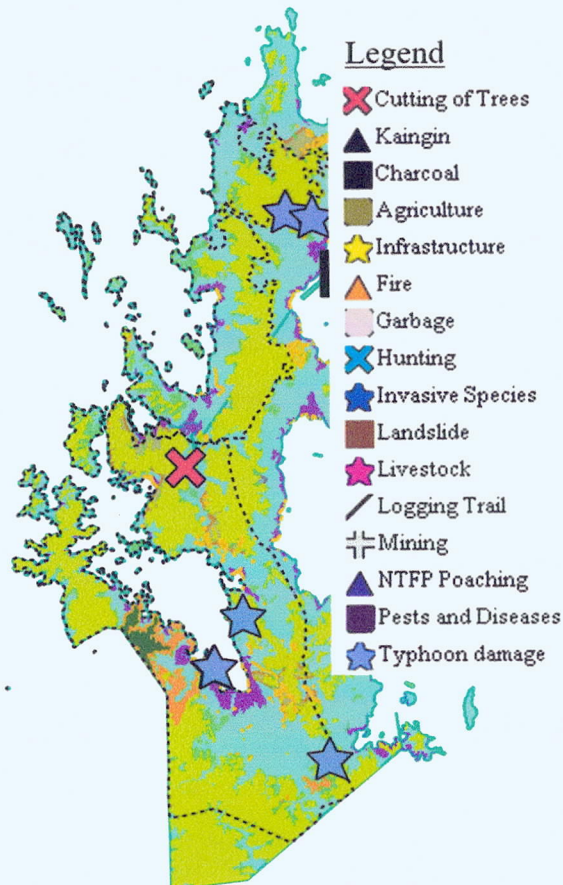 Legend
Cutting of Trees
Kaingin
Charcoal
Agriculture
Infrastructure
Fire
Garbage
Hunting
Invasive Species
Landslide
Livestock
Logging Trail
Mining
NTFP Poaching
Pests and Diseases
Typhoon damage